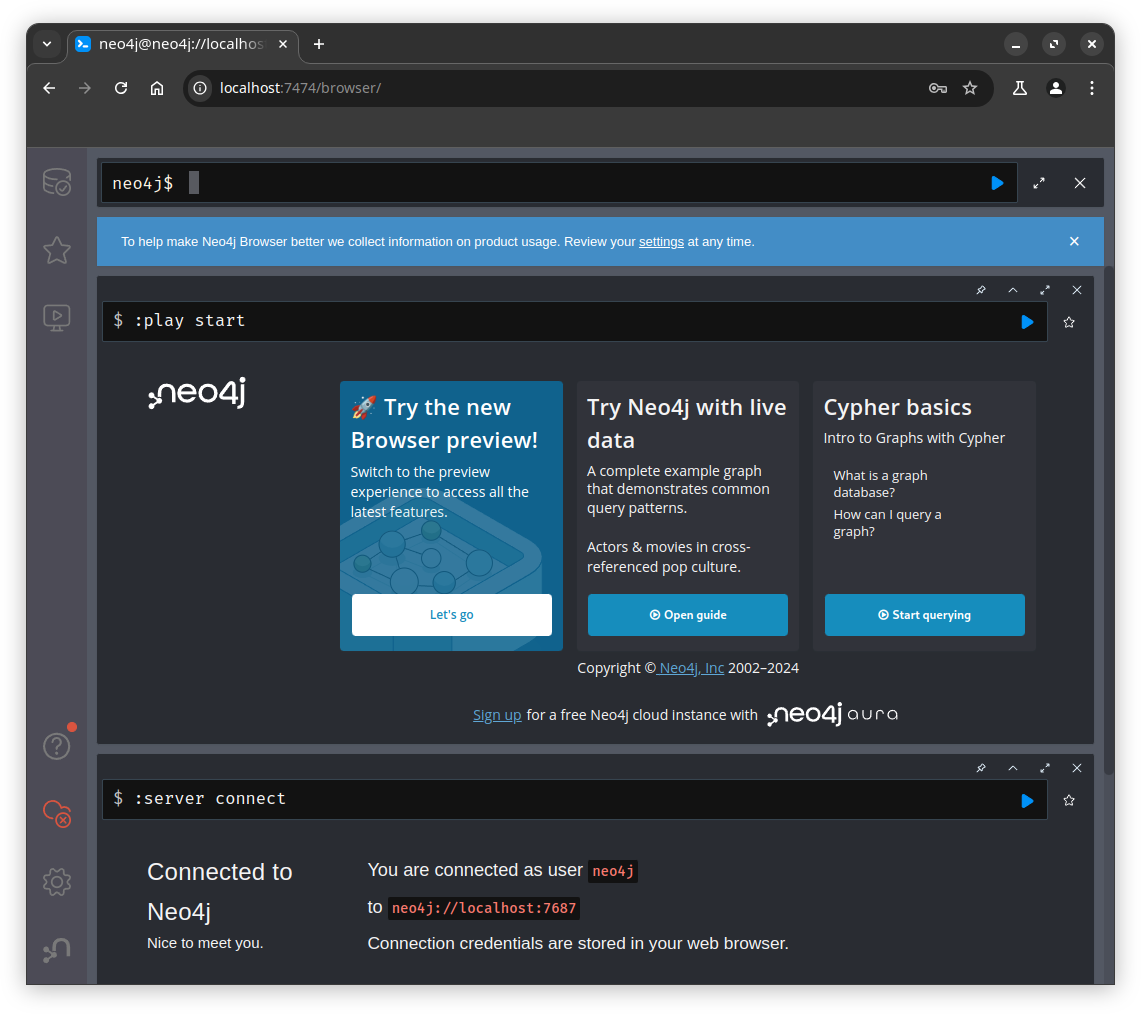 neo4j@neo4j://localhos
localhost:7474/browser/
neo4j$
To help make Neo4j Browser better we collect information on product usage. Review your settings at any time.
$ :play start
neo4j
🚀 Try the new
Browser preview!
Switch to the preview
experience to access all the
latest features.
Let's go
Try Neo4j with live
data
A complete example graph
that demonstrates common
query patterns.
Actors & movies in cross-
referenced pop culture.
Open guide
Cypher basics
Intro to Graphs with Cypher
What is a graph
database?
How can I query a
graph?
Start querying
Copyright © Neo4j, Inc 2002–2024
Sign up for a free Neo4j cloud instance with neo4j aura
$ :server connect
Connected to
Neo4j
Nice to meet you.
You are connected as user neo4j
to neo4j://localhost:7687
Connection credentials are stored in your web browser.